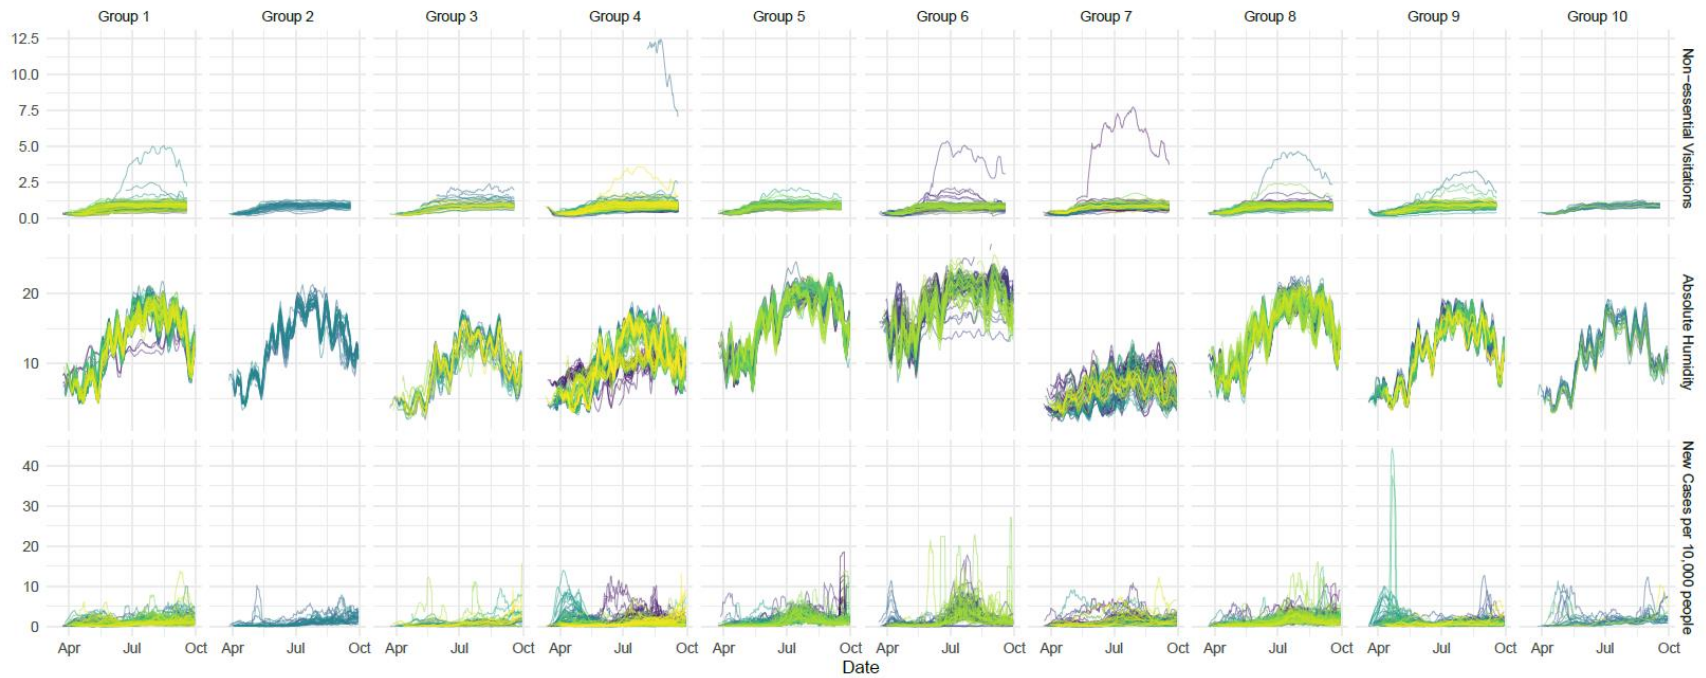 Group 1 Group 2 Group 3 Group 4 Group 5 Group 6 Group 7 Group 8 Group 9 Group 10
12.5
10.0
7.5
5.0
2.5
0.0
Non−essential Visitations
20
10
Absolute Humidity
40
30
20
10
0
New Cases per 10,000 people
Apr Jul Oct Apr Jul Oct Apr Jul Oct Apr Jul Oct Apr Jul Oct Apr Jul Oct Apr Jul Oct Apr Jul Oct Apr Jul Oct Apr Jul Oct
Date